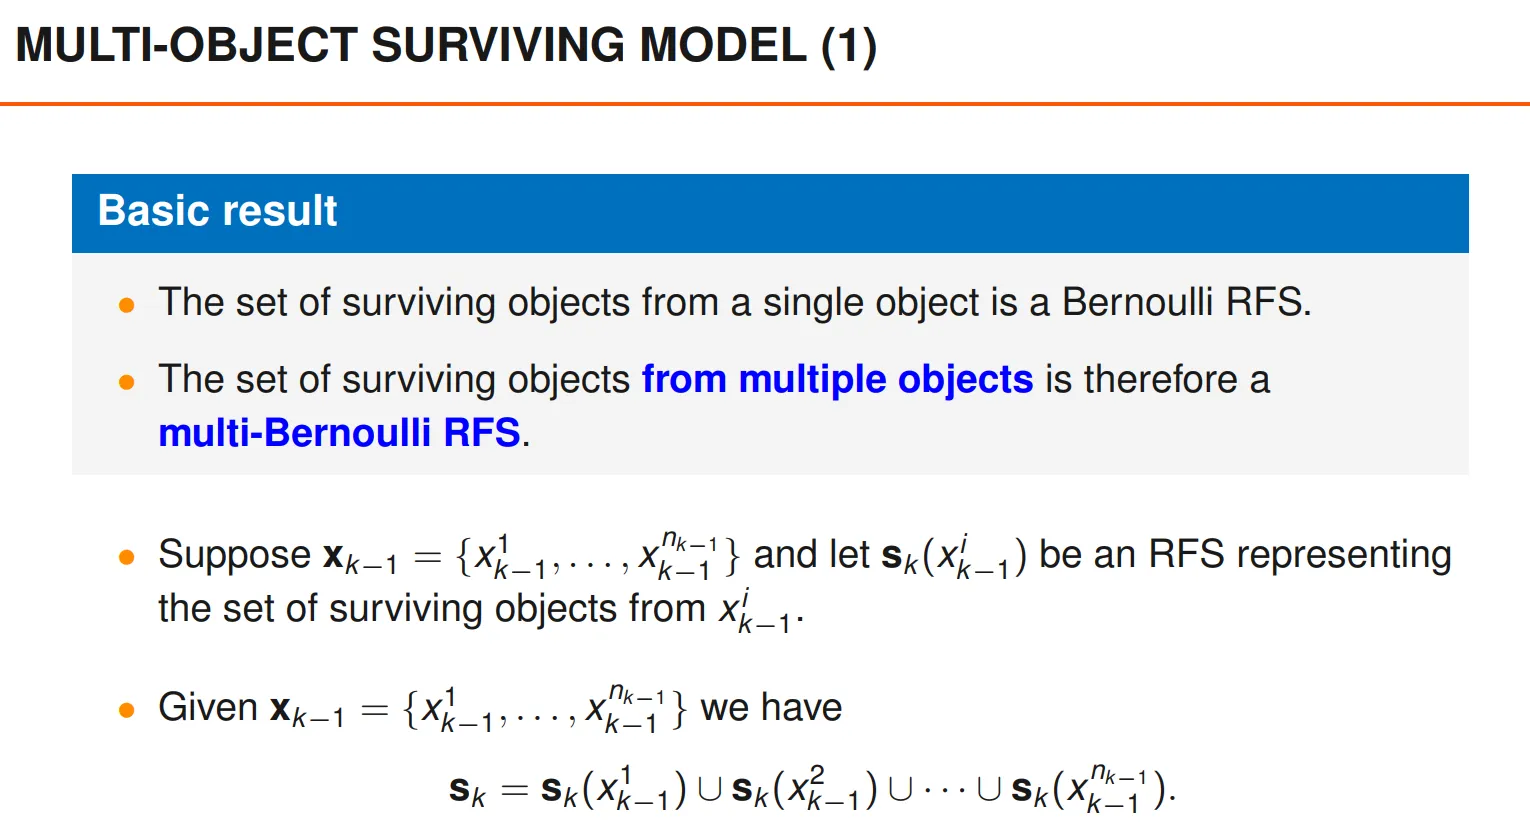 MULTI-OBJECT SURVIVING MODEL (1)
Basic result
• The set of surviving objects from a single object is a Bernoulli RFS.
• The set of surviving objects from multiple objects is therefore a
multi-Bernoulli RFS.
• Suppose $\mathbf{x}_{k-1} = \{x_{k-1}^1, \ldots, x_{k-1}^{n_{k-1}}\}$ and let $\mathbf{s}_k(x_{k-1}^i)$ be an RFS representing
the set of surviving objects from $x_{k-1}^i$.
• Given $\mathbf{x}_{k-1} = \{x_{k-1}^1, \ldots, x_{k-1}^{n_{k-1}}\}$ we have
$\mathbf{s}_k = \mathbf{s}_k(x_{k-1}^1) \cup \mathbf{s}_k(x_{k-1}^2) \cup \cdots \cup \mathbf{s}_k(x_{k-1}^{n_{k-1}}).$